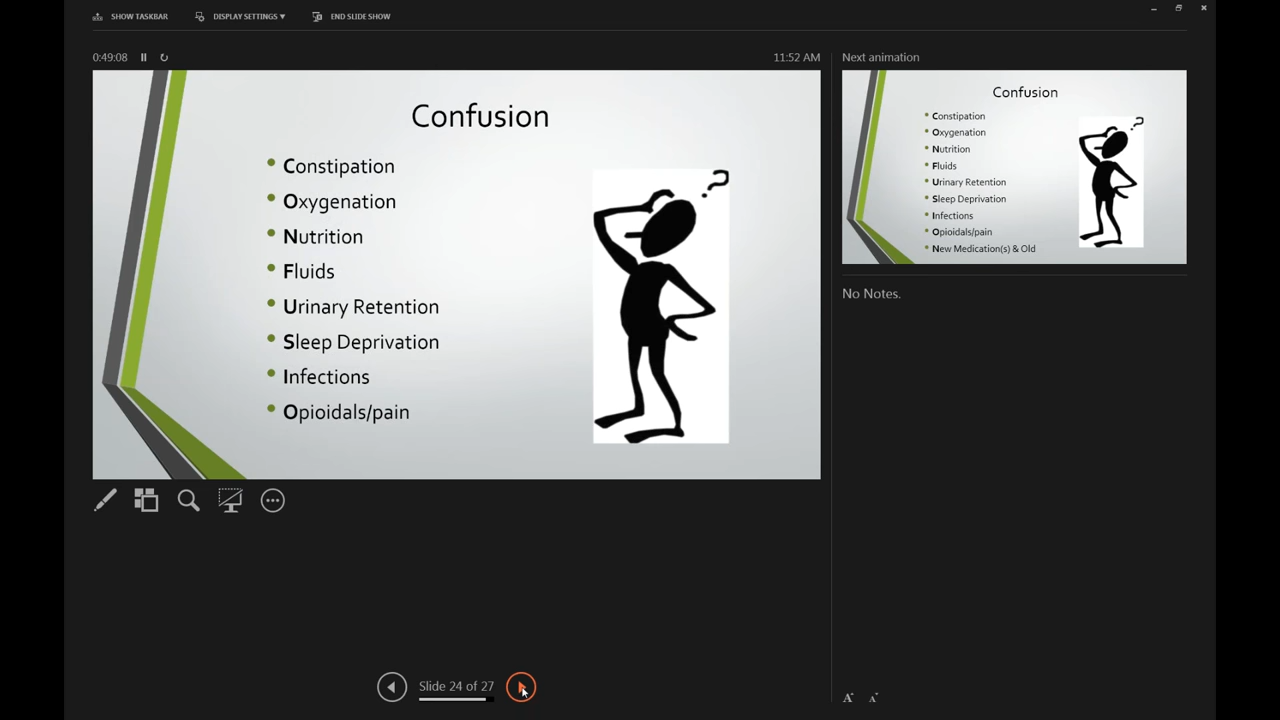 SHOW TASKBAR DISPLAY SETTINGS ▾ END SLIDE SHOW
0:49:08 11:52 AM Next animation
Confusion
• Constipation
• Oxygenation
• Nutrition
• Fluids
• Urinary Retention
• Sleep Deprivation
• Infections
• Opioidals/pain
?
Confusion
• Constipation
• Oxygenation
• Nutrition
• Fluids
• Urinary Retention
• Sleep Deprivation
• Infections
• Opioidals/pain
• New Medication(s) & Old
?
No Notes.
Slide 24 of 27
A A